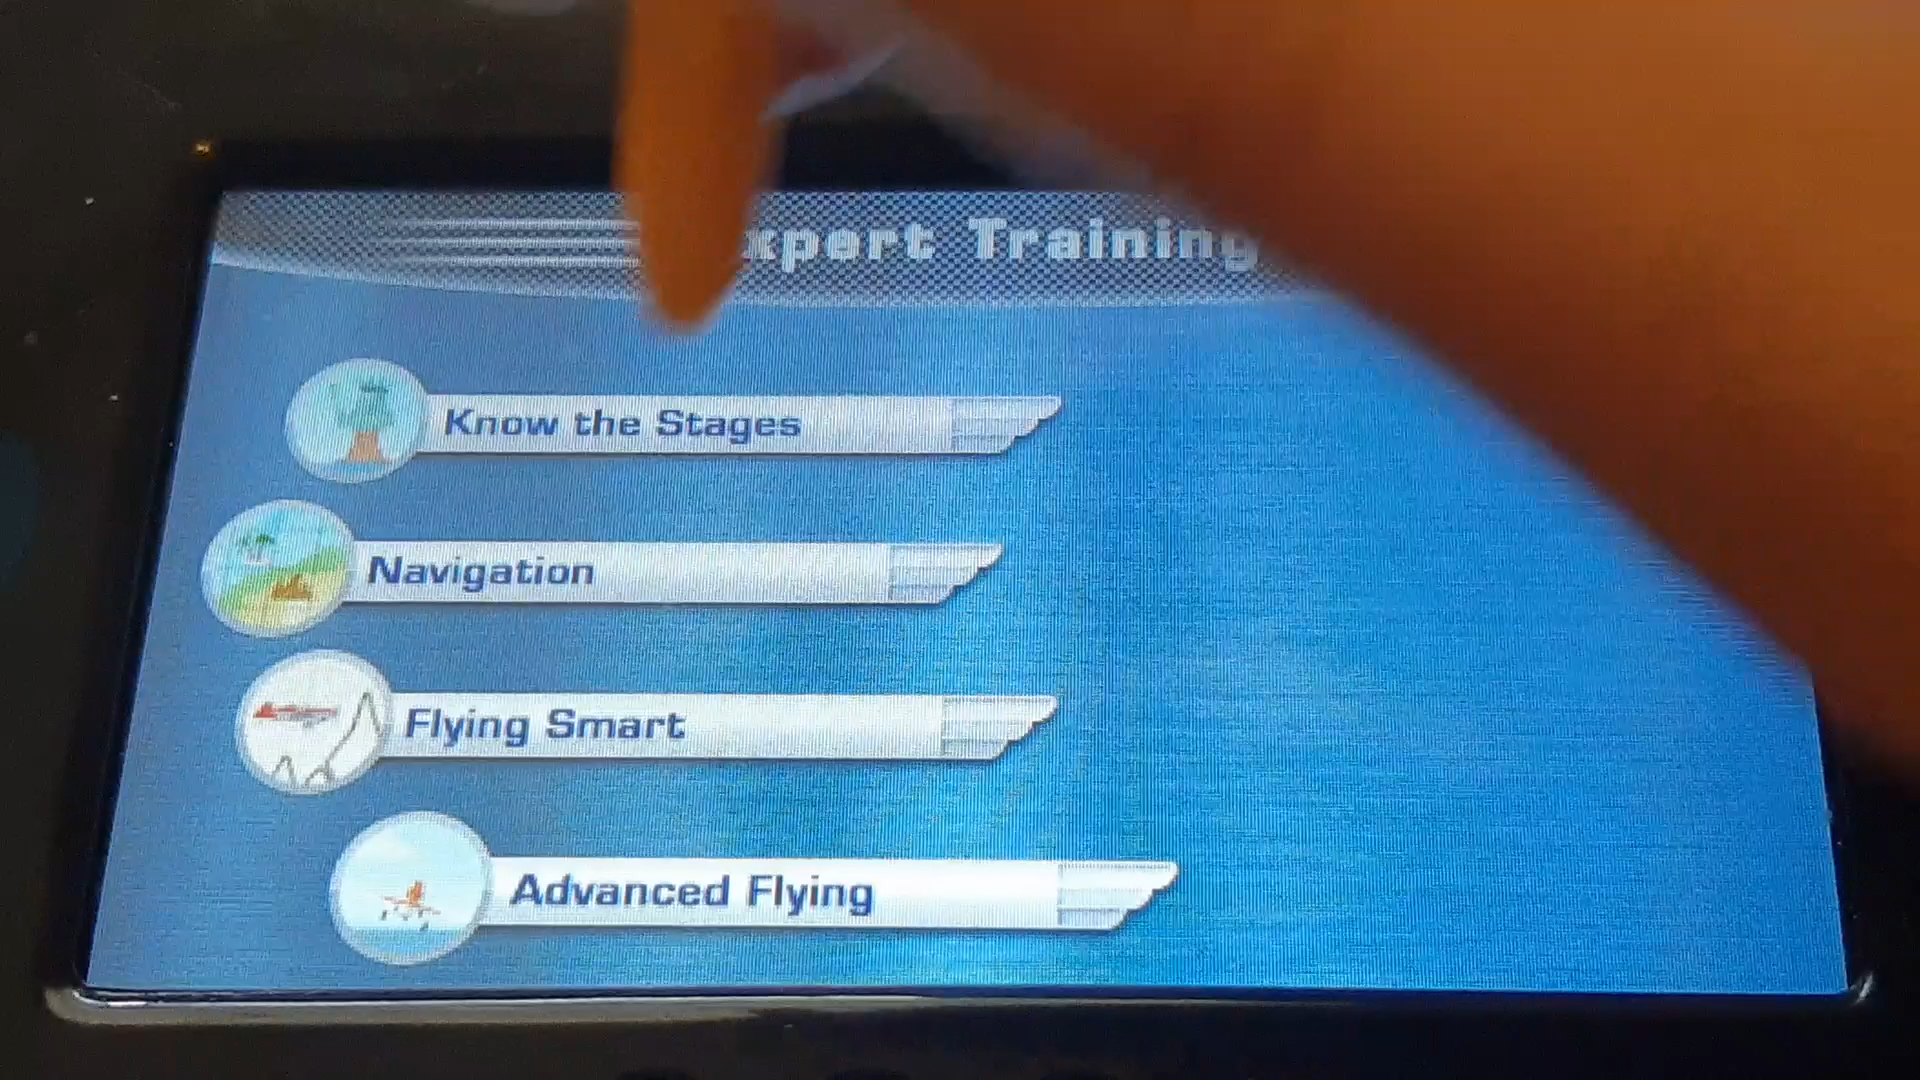 xpert Training
Know the Stages
Navigation
Flying Smart
Advanced Flying